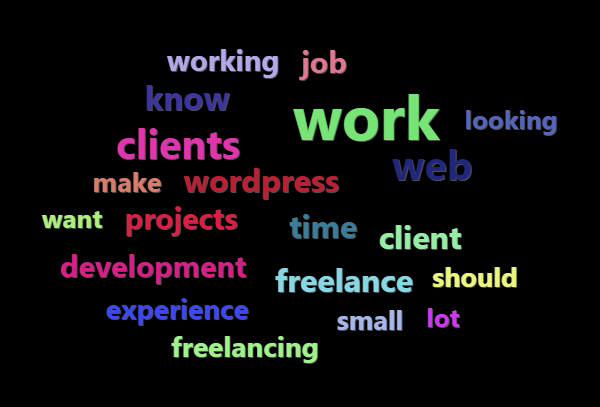 working job
know
work looking
clients
web
make wordpress
want projects
time client
development
freelance should
experience
small lot
freelancing